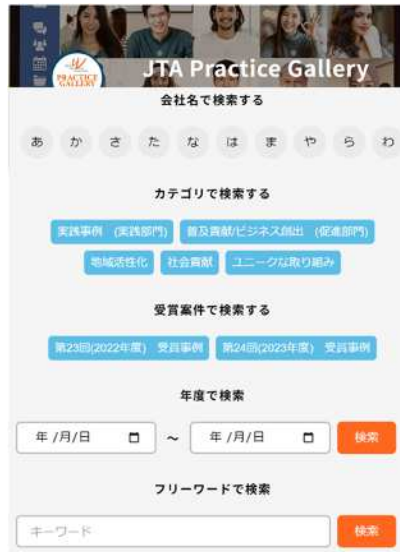 PRACTICE
GALLERY
JTA Practice Gallery
会社名で検索する
あ か さ た な は ま や ら わ
カテゴリで検索する
実践事例 (実践部門) 普及貢献/ビジネス創出 (促進部門)
地域活性化 社会貢献 ユニークな取り組み
受賞案件で検索する
第23回(2022年度) 受賞事例 第24回(2023年度) 受賞事例
年度で検索
年 /月/日 ~ 年 /月/日 検索
フリーワードで検索
キーワード 検索